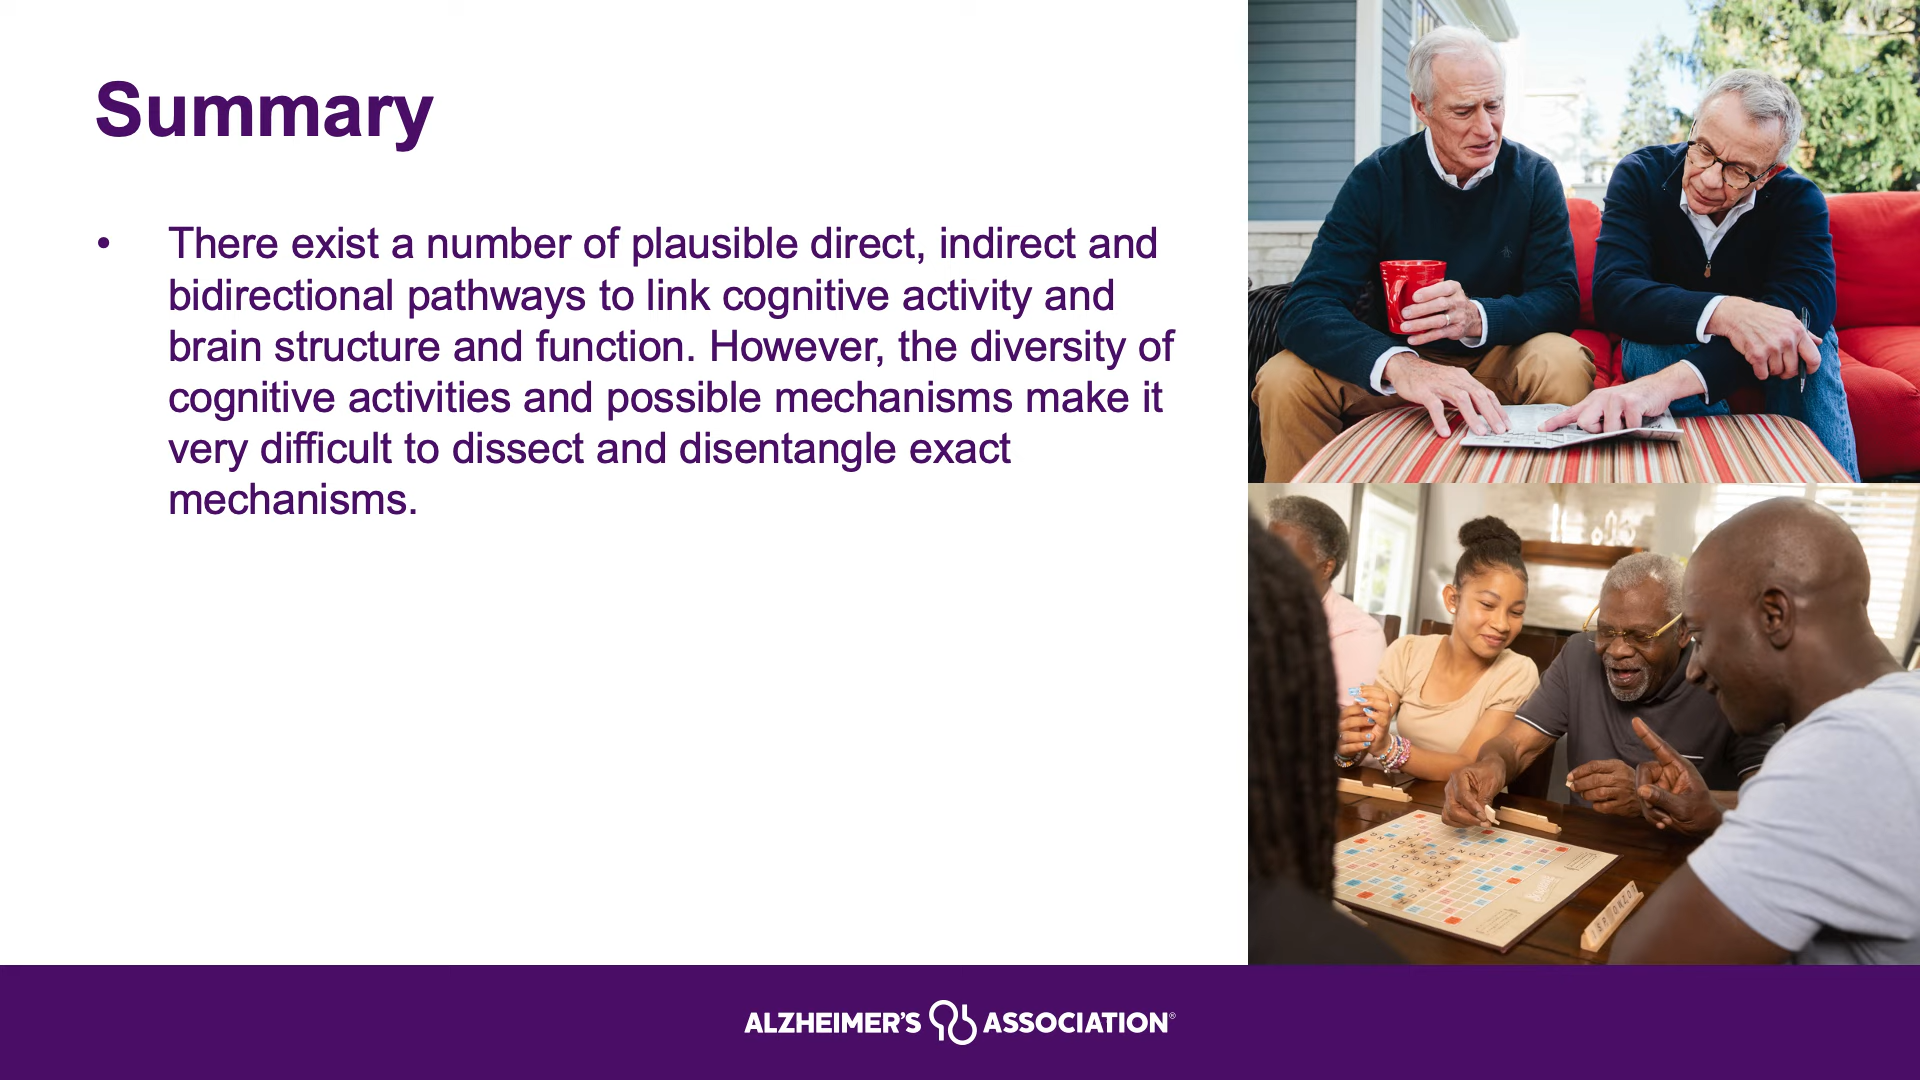 Summary
• There exist a number of plausible direct, indirect and
bidirectional pathways to link cognitive activity and
brain structure and function. However, the diversity of
cognitive activities and possible mechanisms make it
very difficult to dissect and disentangle exact
mechanisms.
ALZHEIMER'S ASSOCIATION®